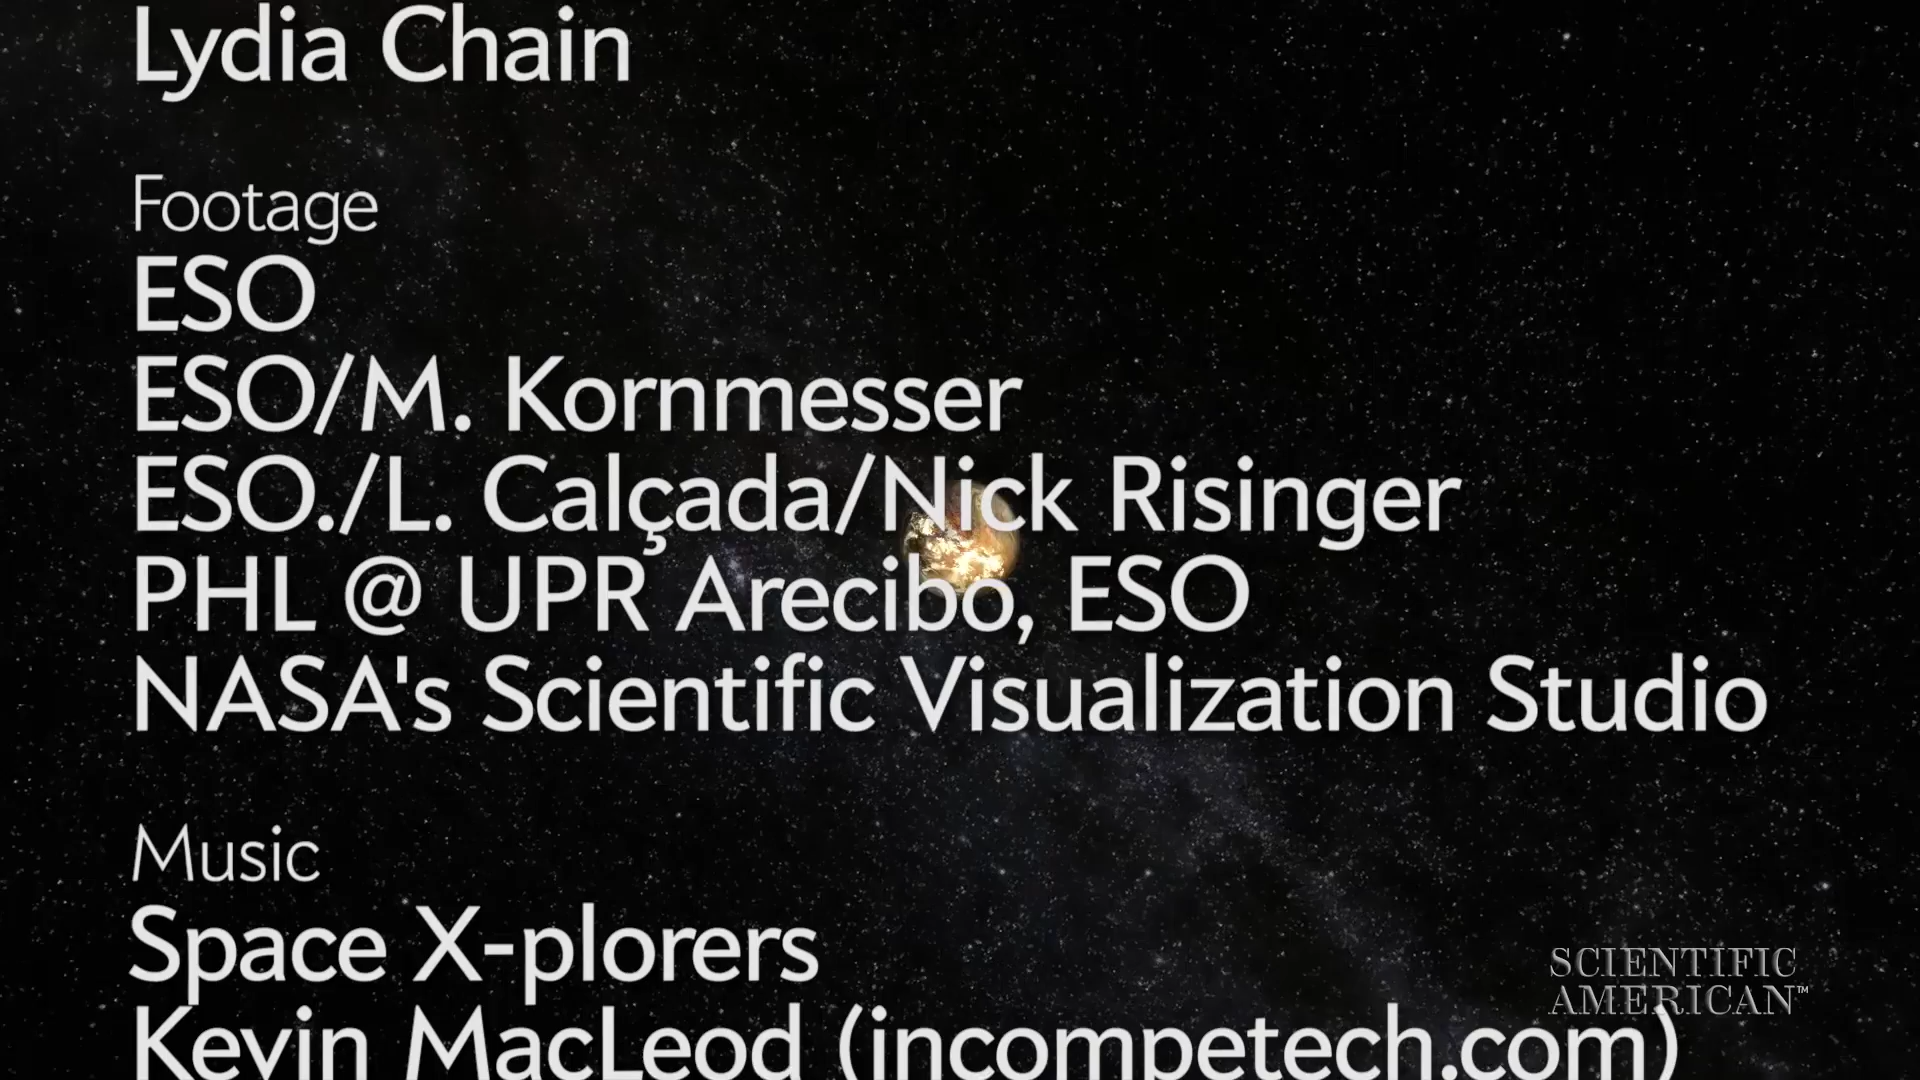 Lydia Chain
Footage
ESO
ESO/M. Kornmesser
ESO./L. Calçada/Nick Risinger
PHL @ UPR Arecibo, ESO
NASA's Scientific Visualization Studio
Music
Space X-plorers
Kevin MacLeod (incompetech.com)
SCIENTIFIC
AMERICAN™